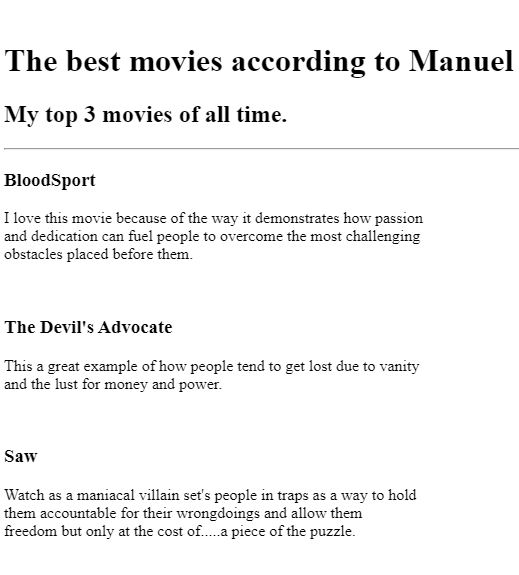 The best movies according to Manuel
My top 3 movies of all time.
BloodSport
I love this movie because of the way it demonstrates how passion
and dedication can fuel people to overcome the most challenging
obstacles placed before them.
The Devil's Advocate
This a great example of how people tend to get lost due to vanity
and the lust for money and power.
Saw
Watch as a maniacal villain set's people in traps as a way to hold
them accountable for their wrongdoings and allow them
freedom but only at the cost of.....a piece of the puzzle.